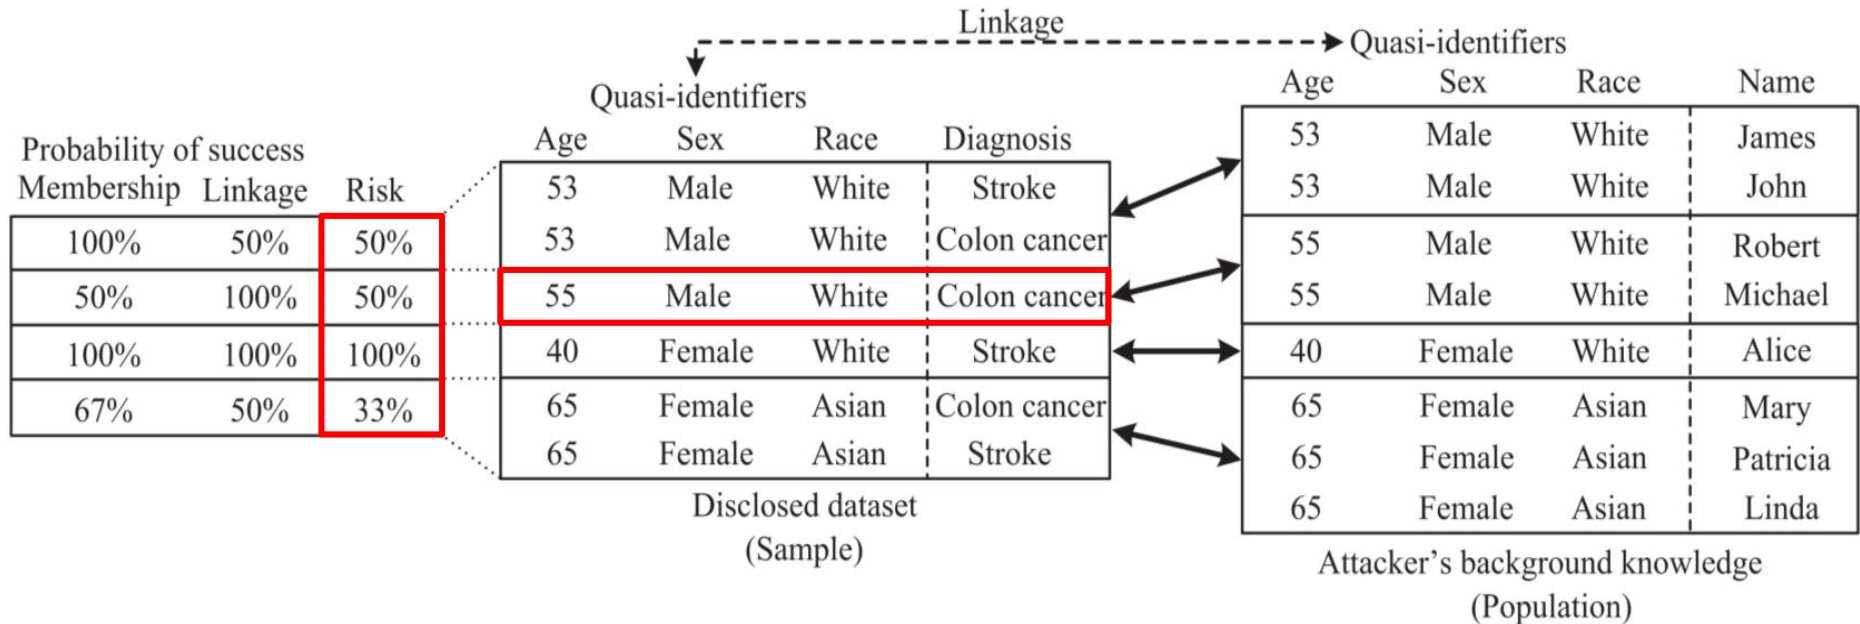 Linkage
Quasi-identifiers
Age Sex Race Name
53 Male White James
53 Male White John
55 Male White Robert
55 Male White Michael
40 Female White Alice
65 Female Asian Mary
65 Female Asian Patricia
65 Female Asian Linda
Attacker’s background knowledge
(Population)
Quasi-identifiers
Age Sex Race Diagnosis
53 Male White Stroke
53 Male White Colon cancer
55 Male White Colon cancer
40 Female White Stroke
65 Female Asian Colon cancer
65 Female Asian Stroke
Disclosed dataset
(Sample)
Probability of success
Membership Linkage Risk
100% 50% 50%
50% 100% 50%
100% 100% 100%
67% 50% 33%